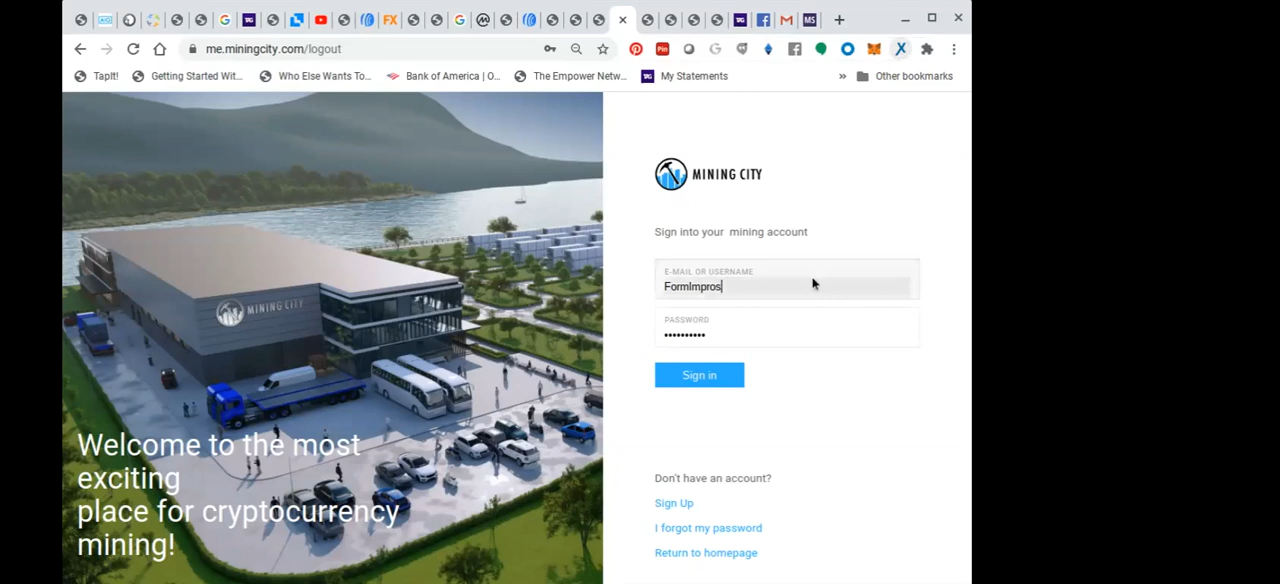 me.miningcity.com/logout
TapIt!
Getting Started Wit...
Who Else Wants To...
Bank of America | O...
The Empower Netw...
My Statements
»
Other bookmarks
MINING CITY
Welcome to the most
exciting
place for cryptocurrency
mining!
MINING CITY
Sign into your mining account
E-MAIL OR USERNAME
FormImpros
PASSWORD
••••••••••
Sign in
Don't have an account?
Sign Up
I forgot my password
Return to homepage